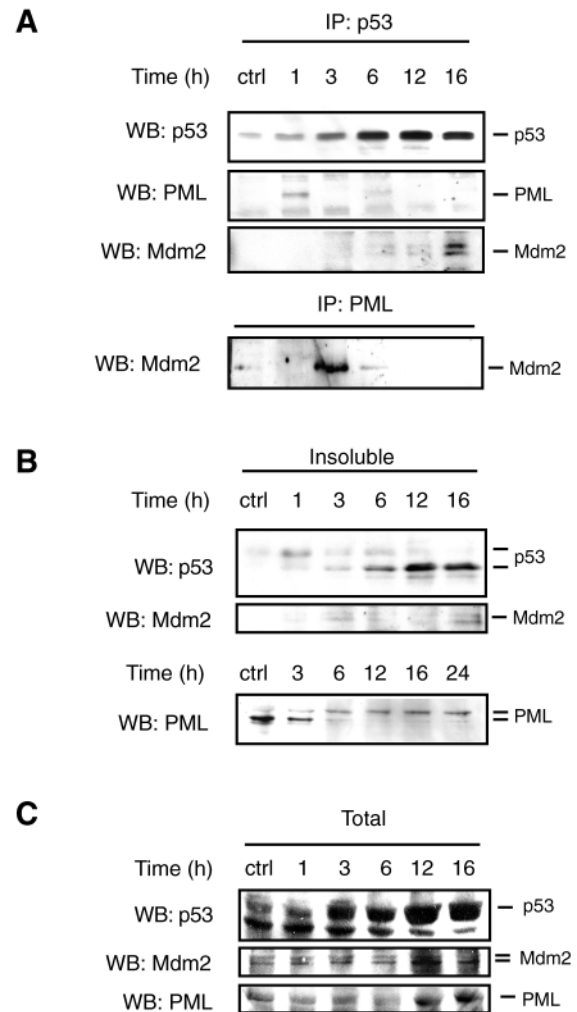 A
IP: p53
Time (h) ctrl 1 3 6 12 16
WB: p53 p53
WB: PML PML
WB: Mdm2 Mdm2
IP: PML
WB: Mdm2 Mdm2
B
Insoluble
Time (h) ctrl 1 3 6 12 16
WB: p53 p53
WB: Mdm2 Mdm2
Time (h) ctrl 3 6 12 16 24
WB: PML PML
C
Total
Time (h) ctrl 1 3 6 12 16
WB: p53 p53
WB: Mdm2 Mdm2
WB: PML PML